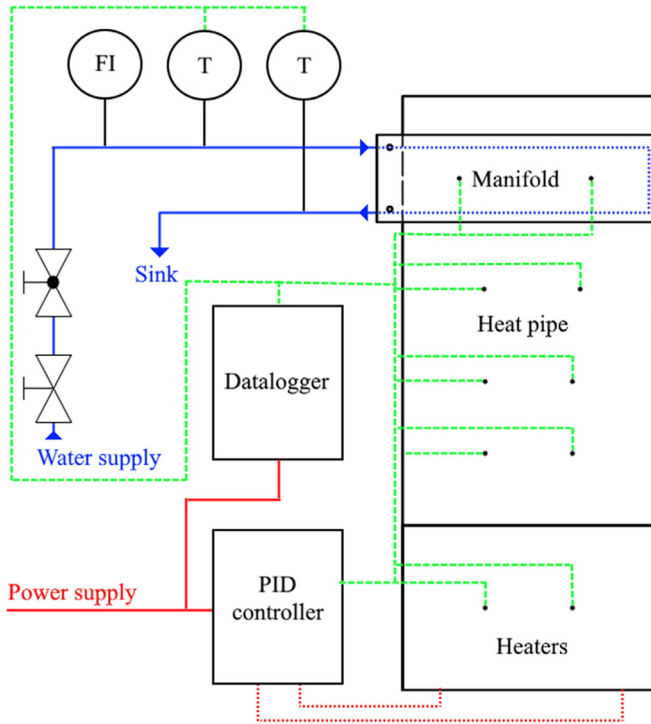 FI
T
T
Manifold
Sink
Heat pipe
Datalogger
Water supply
PID
controller
Power supply
Heaters